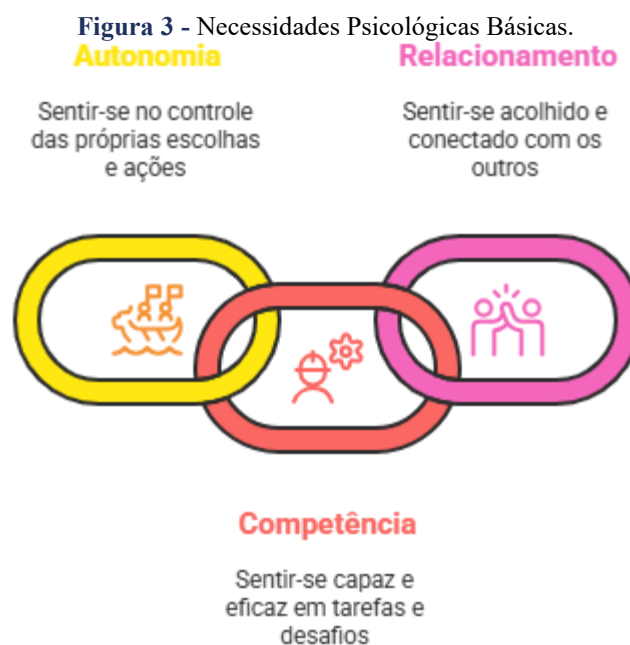 Figura 3 - Necessidades Psicológicas Básicas.
Autonomia
Sentir-se no controle
das próprias escolhas
e ações
Relacionamento
Sentir-se acolhido e
conectado com os
outros
Competência
Sentir-se capaz e
eficaz em tarefas e
desafios